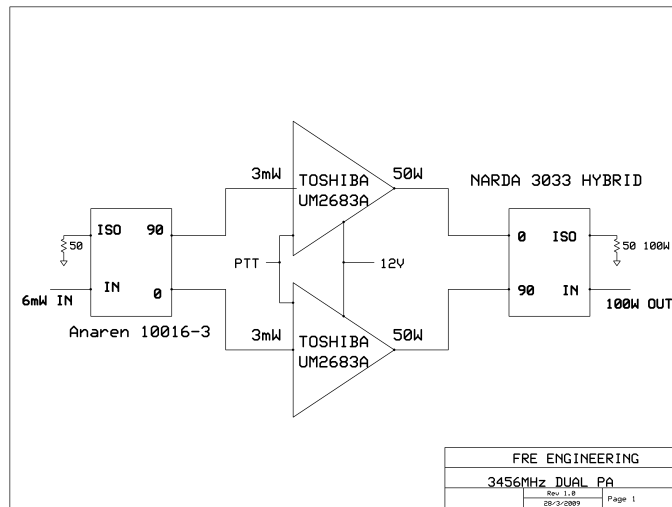 3mW
TOSHIBA
UM2683A
50W
NARDA 3033 HYBRID
50
ISO 90
IN
0
6mW IN
Anaren 10016-3
PTT
12V
0 ISO
90 IN
50 100W
100W OUT
3mW
TOSHIBA
UM2683A
50W
FRE ENGINEERING
3456MHz DUAL PA
Rev 1.0
28/3/2009
Page 1